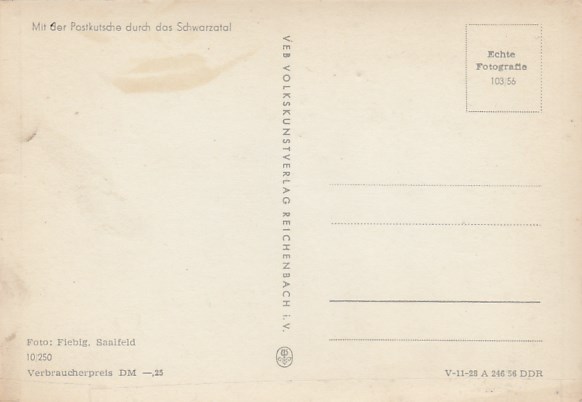 Mit der Postkutsche durch das Schwarzatal
Echte
Fotografie
103/56
VEB VOLKSKUNSTVERLAG REICHENBACH i. V.
Foto: Fiebig, Saalfeld
10/250
Verbraucherpreis DM —,25
V-11-28 A 246 56 DDR